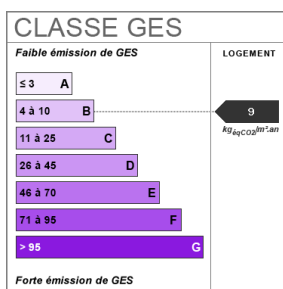 CLASSE GES
Faible émission de GES
LOGEMENT
≤ 3 A
4 à 10 B
9
kgéqCO2/m².an
11 à 25 C
26 à 45 D
46 à 70 E
71 à 95 F
> 95 G
Forte émission de GES